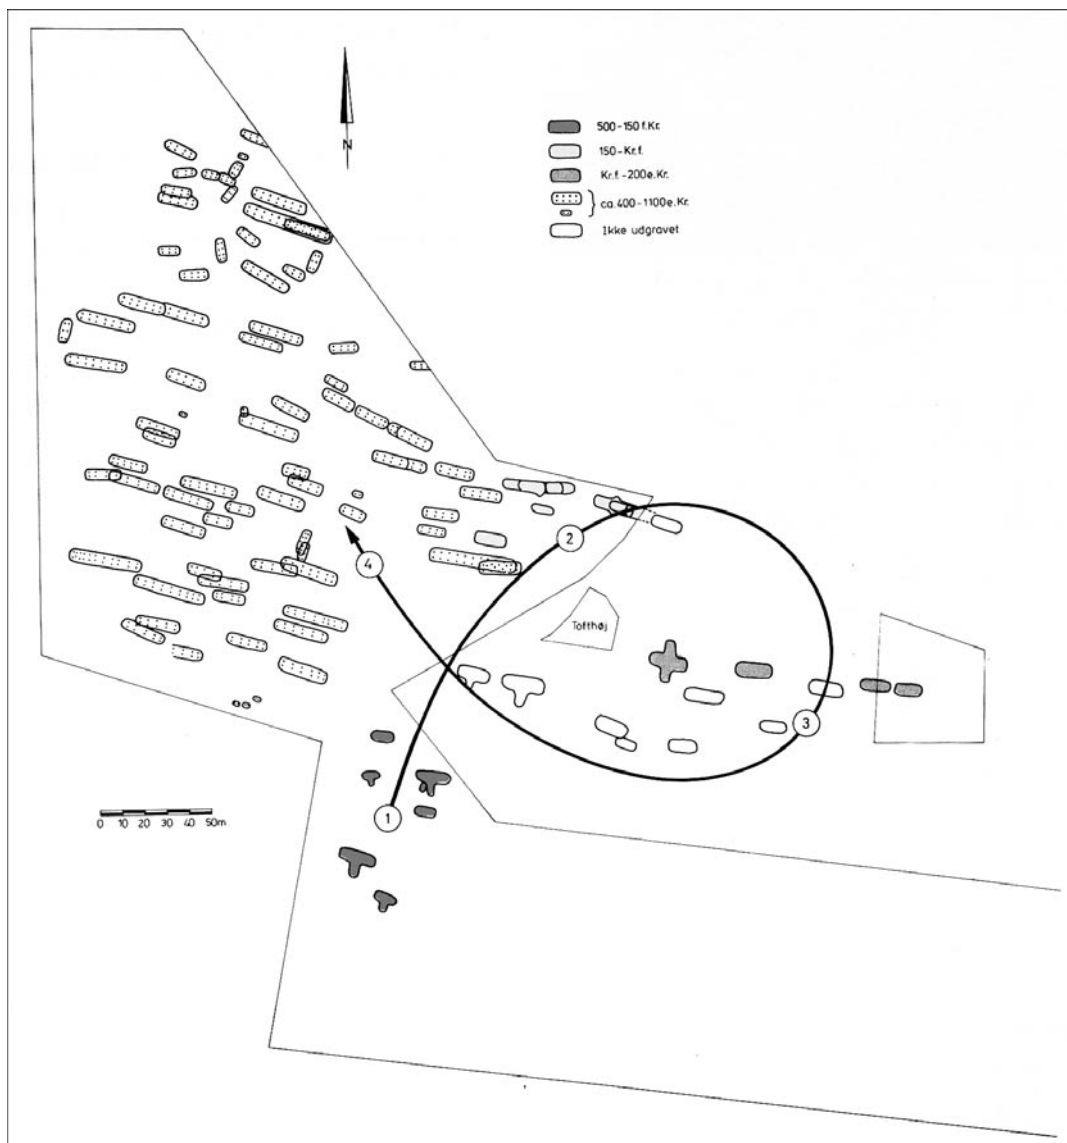 500-150 f.Kr.
150-Kr.f.
Kr.f.-200e.Kr.
ca.400-1100e.Kr.
Ikke udgravet
N
2
4
Tofthøj
3
1
0 10 20 30 40 50m